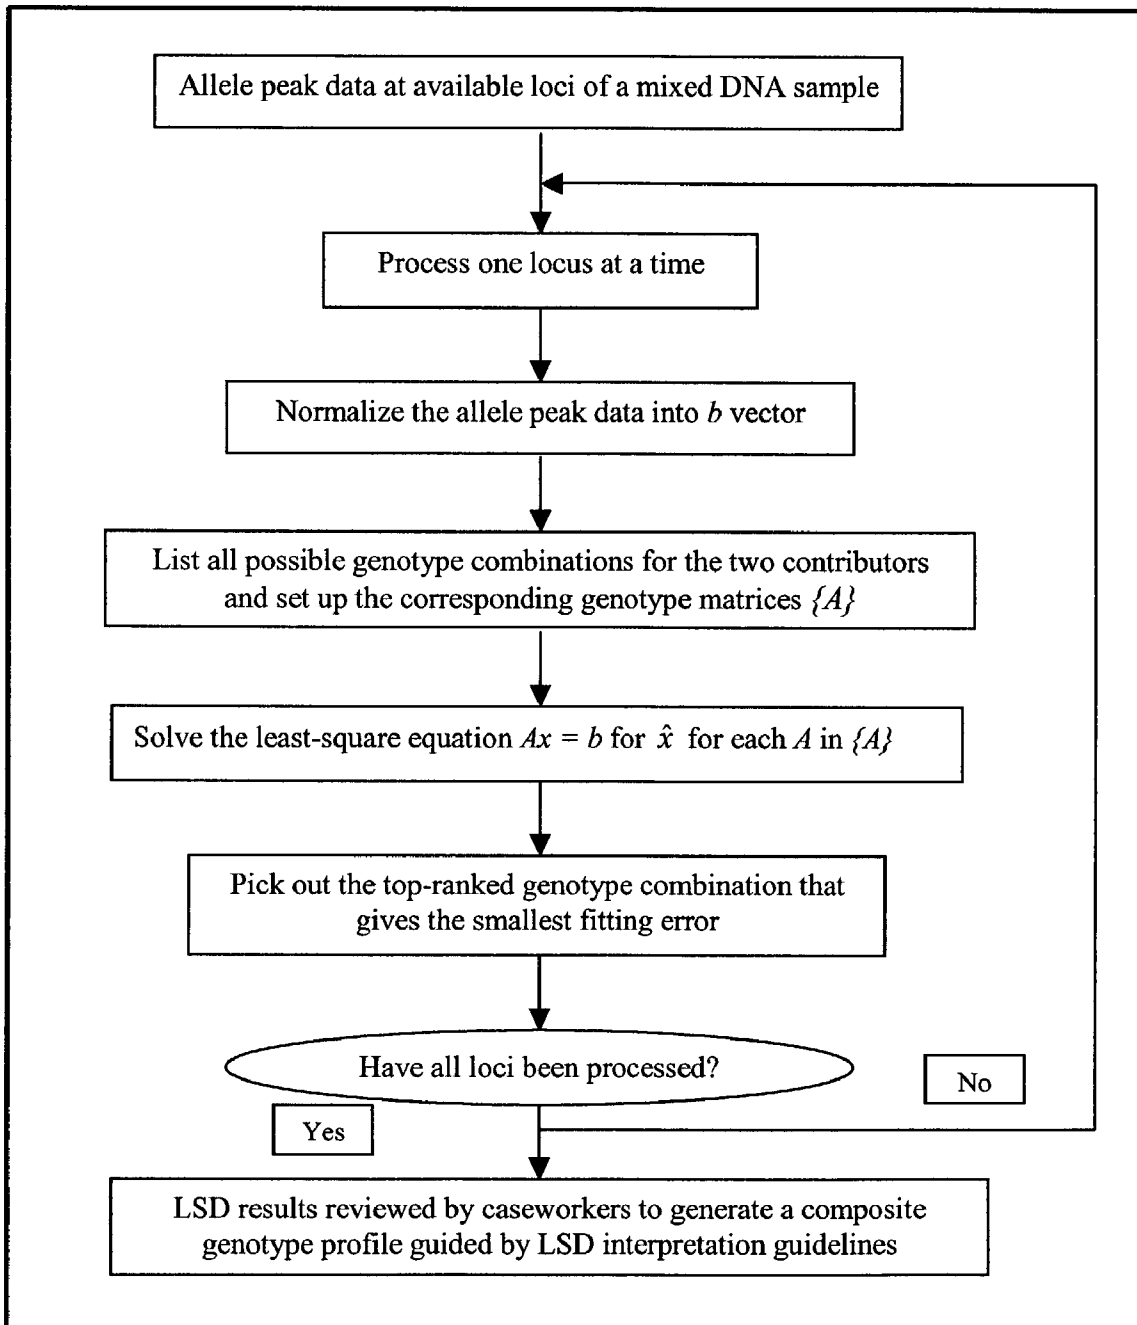 Allele peak data at available loci of a mixed DNA sample
Process one locus at a time
Normalize the allele peak data into b vector
List all possible genotype combinations for the two contributors
and set up the corresponding genotype matrices {A}
Solve the least-square equation Ax = b for x̂ for each A in {A}
Pick out the top-ranked genotype combination that
gives the smallest fitting error
Have all loci been processed?
No
Yes
LSD results reviewed by caseworkers to generate a composite
genotype profile guided by LSD interpretation guidelines